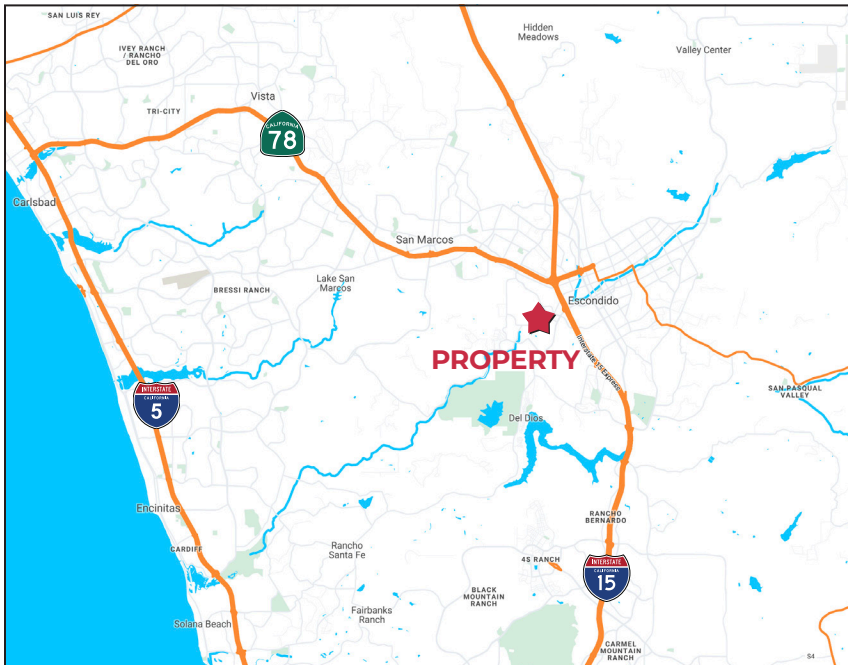 SAN LUIS REY
Hidden
Meadows
IVEY RANCH
/ RANCHO
DEL ORO
Valley Center
Vista
TRI-CITY
CALIFORNIA
78
Carlsbad
San Marcos
Lake San
Marcos
BRESSI RANCH
Escondido
PROPERTY
Interstate 15 Express
INTERSTATE
CALIFORNIA
5
SAN PASQUAL
VALLEY
Del Dios
Encinitas
RANCHO
BERNARDO
CARDIFF
Rancho
Santa Fe
4S RANCH
INTERSTATE
CALIFORNIA
15
BLACK
MOUNTAIN
RANCH
Fairbanks
Ranch
Solana Beach
CARMEL
MOUNTAIN
RANCH
S4